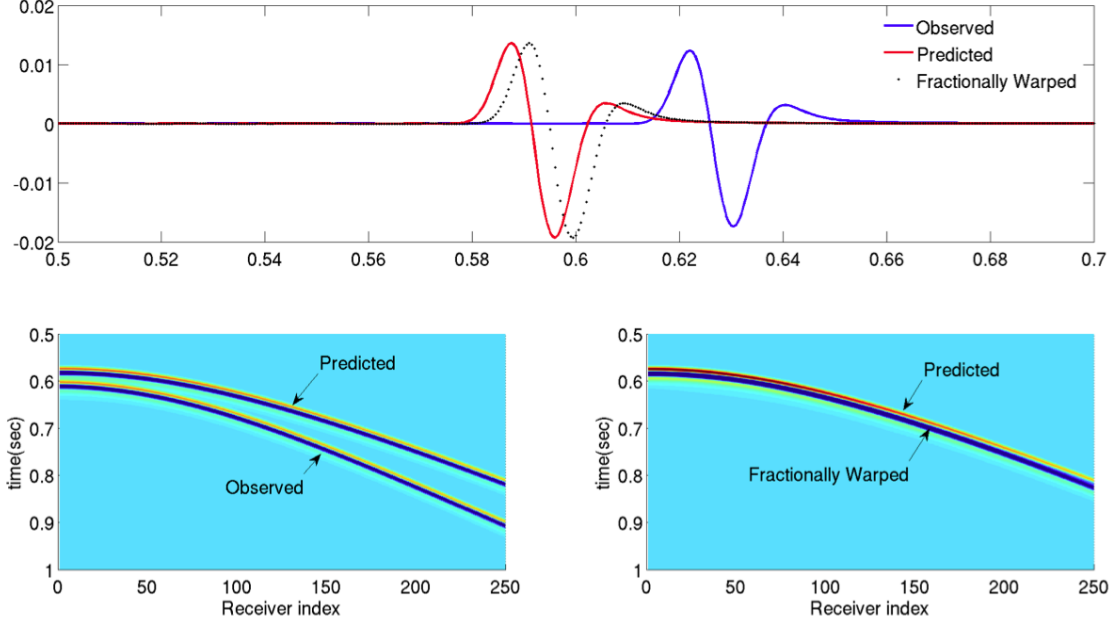 0.02
0.01
0
-0.01
-0.02
Observed
Predicted
Fractionally Warped
0.5 0.52 0.54 0.56 0.58 0.6 0.62 0.64 0.66 0.68 0.7
0.5
0.6
0.7
0.8
0.9
1
time(sec)
Predicted
Observed
0 50 100 150 200 250
Receiver index
0.5
0.6
0.7
0.8
0.9
1
time(sec)
Predicted
Fractionally Warped
0 50 100 150 200 250
Receiver index